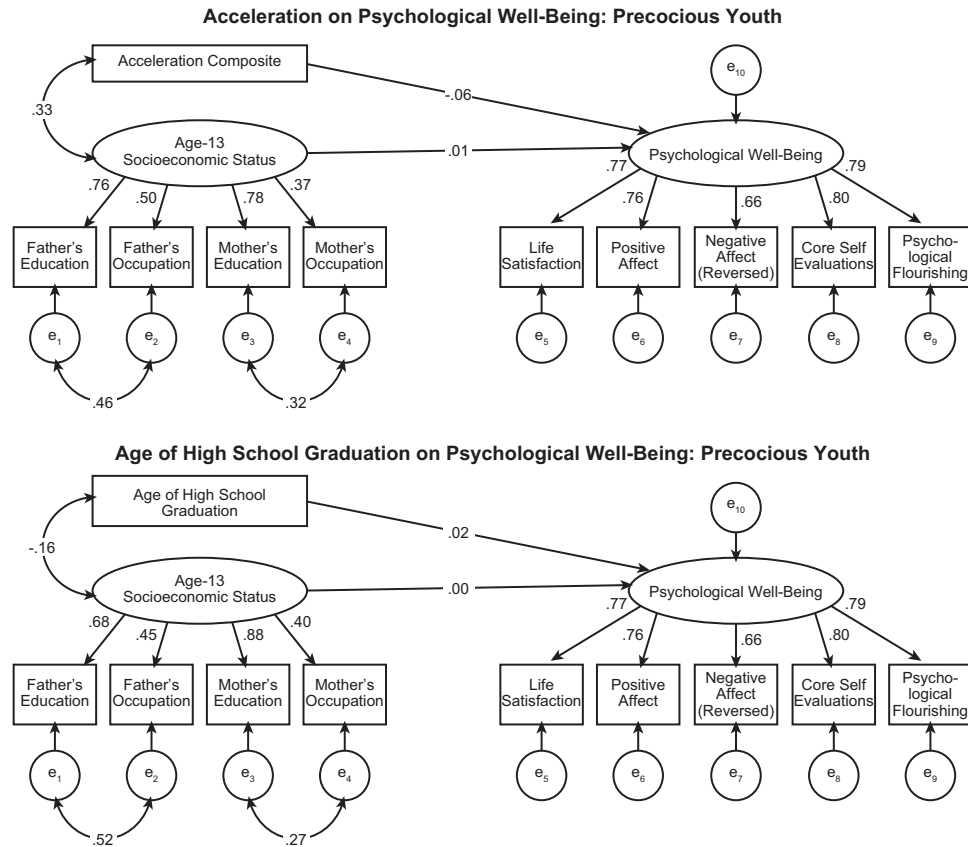 Acceleration on Psychological Well-Being: Precocious Youth
Acceleration Composite
e10
.33
-.06
Age-13
Socioeconomic Status
.01
Psychological Well-Being
.76
.50
.78
.37
.77
.76
.66
.80
.79
Father's
Education
Father's
Occupation
Mother's
Education
Mother's
Occupation
Life
Satisfaction
Positive
Affect
Negative
Affect
(Reversed)
Core Self
Evaluations
Psycho-
logical
Flourishing
e1
e2
e3
e4
e5
e6
e7
e8
e9
.46
.32
Age of High School Graduation on Psychological Well-Being: Precocious Youth
Age of High School
Graduation
e10
-.16
.02
Age-13
Socioeconomic Status
.00
Psychological Well-Being
.68
.45
.88
.40
.77
.76
.66
.80
.79
Father's
Education
Father's
Occupation
Mother's
Education
Mother's
Occupation
Life
Satisfaction
Positive
Affect
Negative
Affect
(Reversed)
Core Self
Evaluations
Psycho-
logical
Flourishing
e1
e2
e3
e4
e5
e6
e7
e8
e9
.52
.27